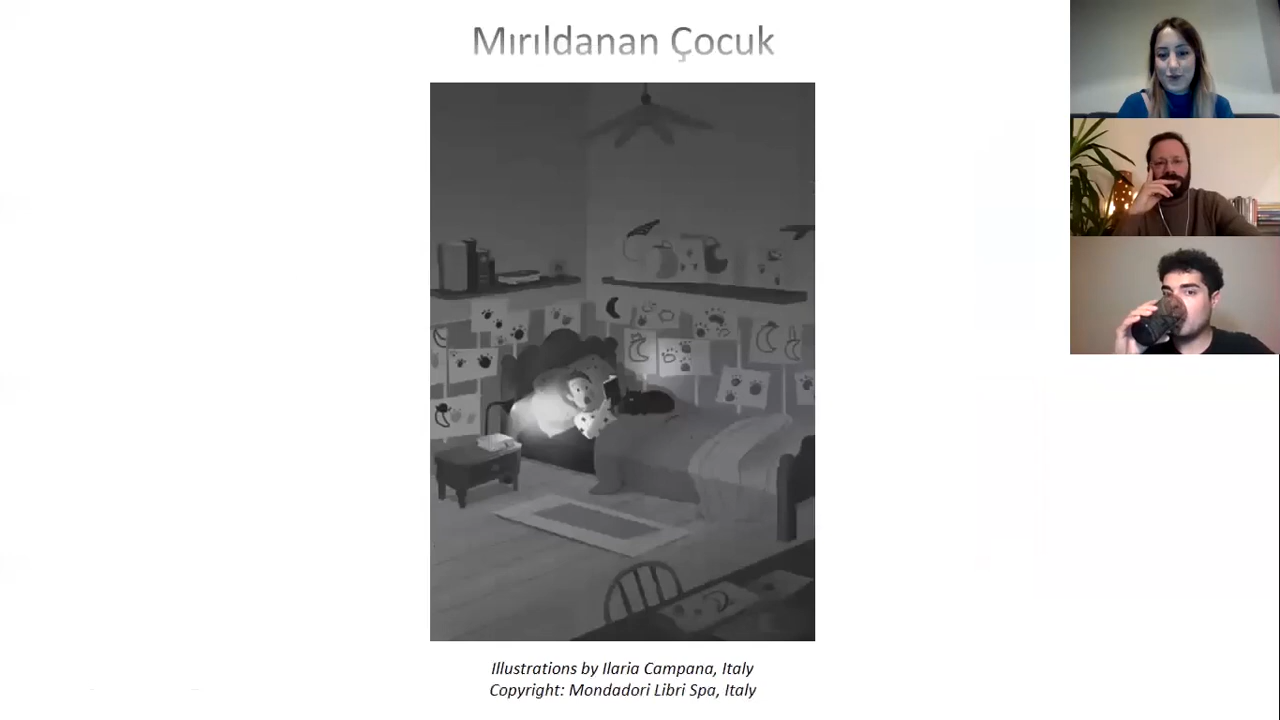 Mırıldanan Çocuk
Illustrations by Ilaria Campana, Italy
Copyright: Mondadori Libri Spa, Italy